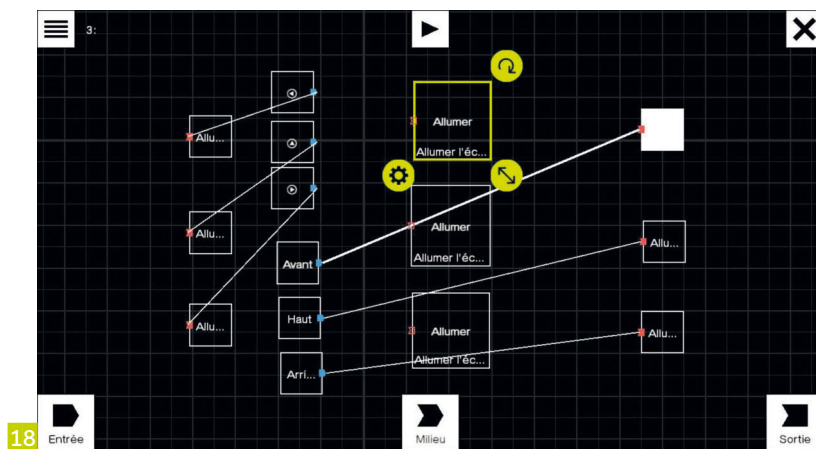 3:
Allu...
Allumer
Allumer l'éc...
Allu...
Allumer
Allumer l'éc...
Avant
Allu...
Haut
Allu...
Allumer
Allumer l'éc...
Allu...
Arri...
18
Entrée
Milieu
Sortie